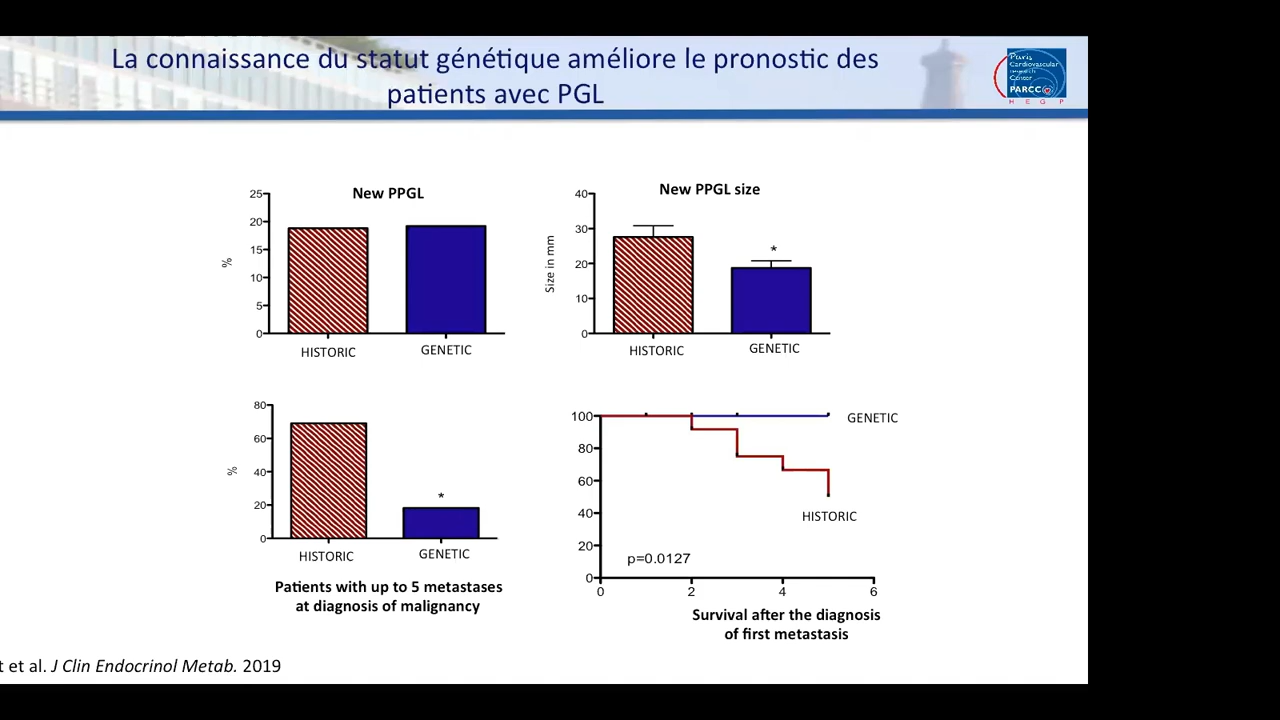 La connaissance du statut génétique améliore le pronostic des
patients avec PGL
Paris
Cardiovascular
research
Center
PARCC
H E G P
New PPGL
25
20
15
10
5
0
%
HISTORIC
GENETIC
New PPGL size
40
30
20
10
0
Size in mm
*
HISTORIC
GENETIC
80
60
40
20
0
%
*
HISTORIC
GENETIC
Patients with up to 5 metastases
at diagnosis of malignancy
100
80
60
40
20
0
GENETIC
HISTORIC
p=0.0127
0 2 4 6
Survival after the diagnosis
of first metastasis
t et al. J Clin Endocrinol Metab. 2019